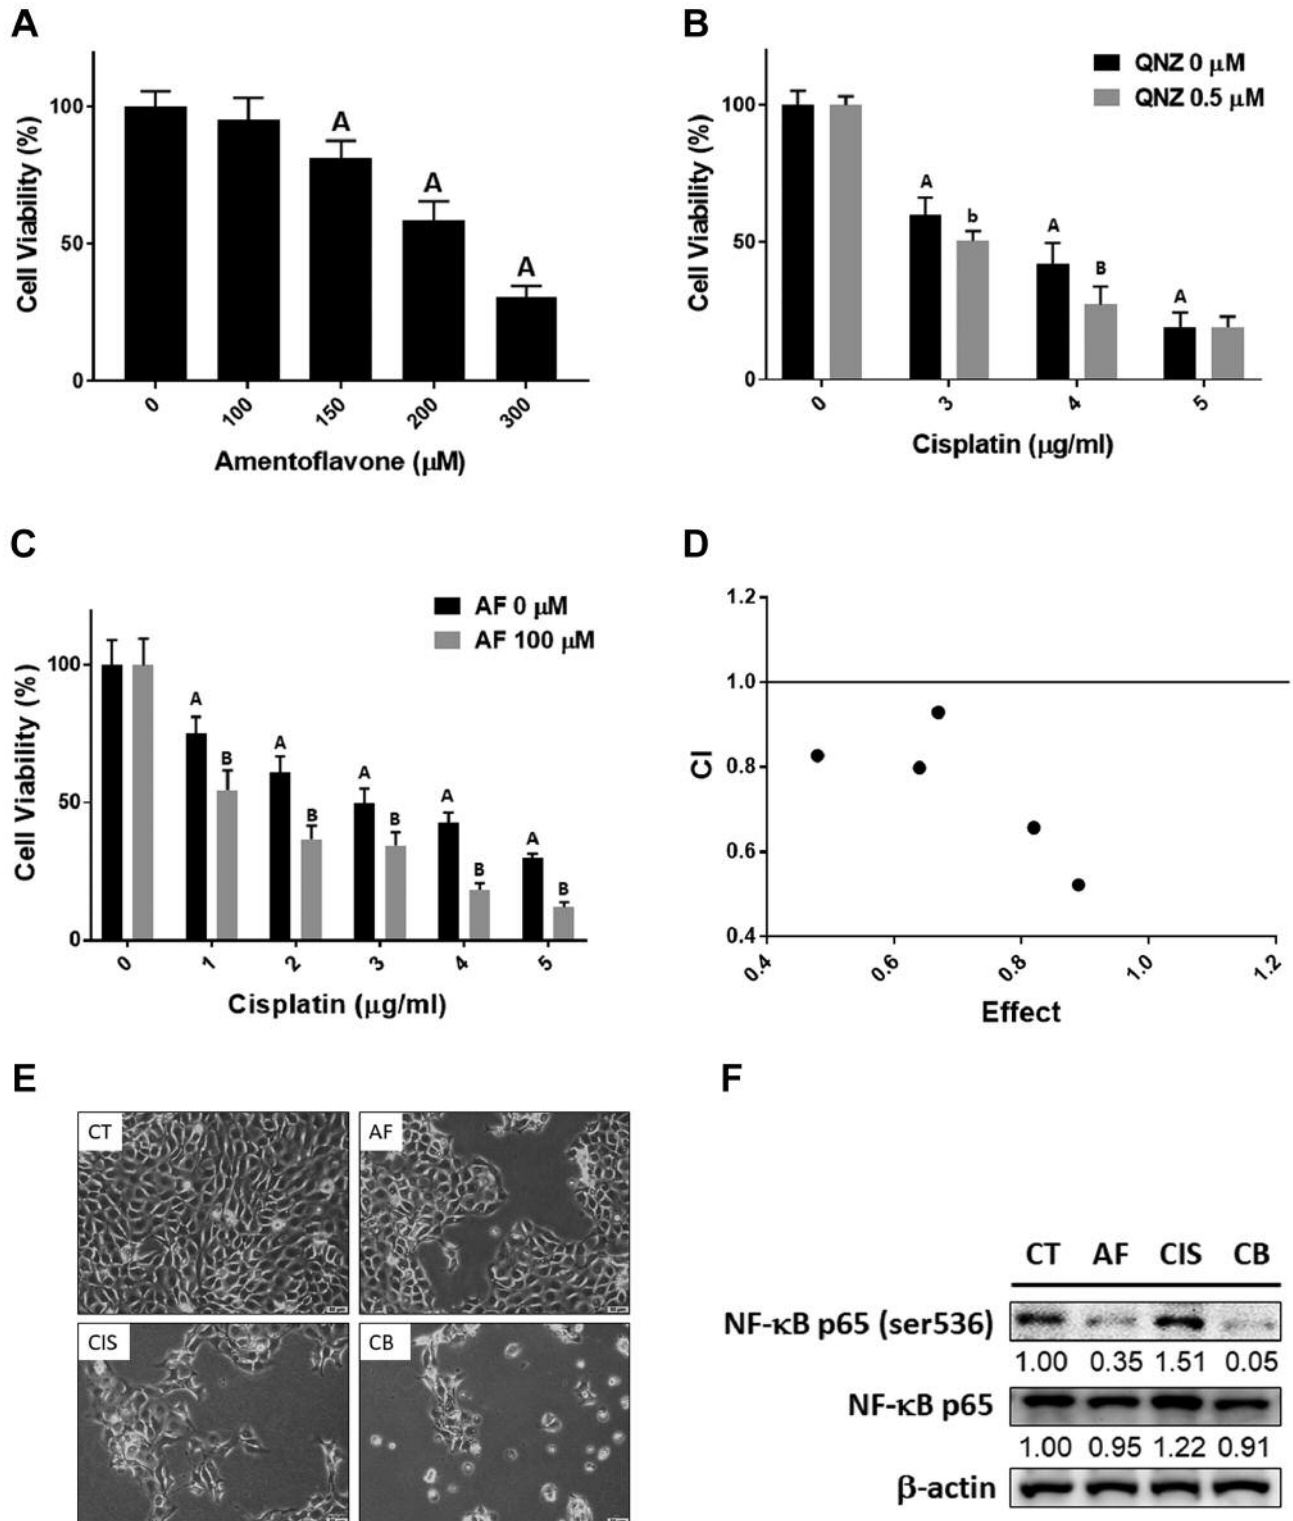 A
Cell Viability (%)
100
50
0
A
A
A
0
100
150
200
300
Amentoflavone (μM)
B
QNZ 0 μM
QNZ 0.5 μM
Cell Viability (%)
100
50
0
A
b
A
B
A
0
3
4
5
Cisplatin (μg/ml)
C
AF 0 μM
AF 100 μM
Cell Viability (%)
100
50
0
A
B
A
B
A
B
A
B
A
B
0
1
2
3
4
5
Cisplatin (μg/ml)
D
CI
1.2
1.0
0.8
0.6
0.4
0.4
0.6
0.8
1.0
1.2
Effect
E
CT
AF
CIS
CB
F
CT AF CIS CB
NF-κB p65 (ser536)
1.00 0.35 1.51 0.05
NF-κB p65
1.00 0.95 1.22 0.91
β-actin